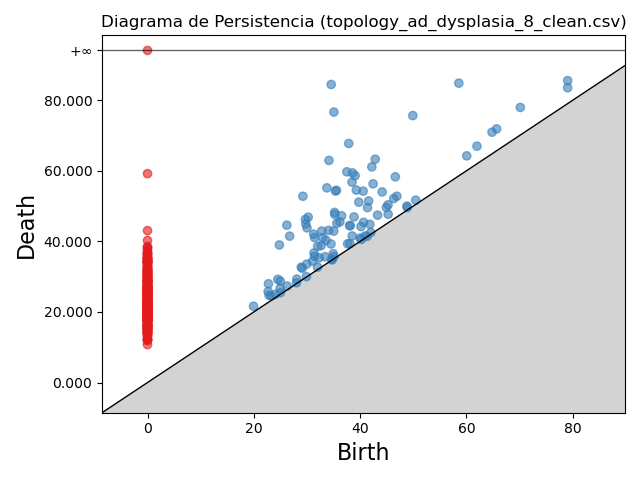 Diagrama de Persistencia (topology_ad_dysplasia_8_clean.csv)
+∞
80.000
60.000
40.000
20.000
0.000
Death
0 20 40 60 80
Birth